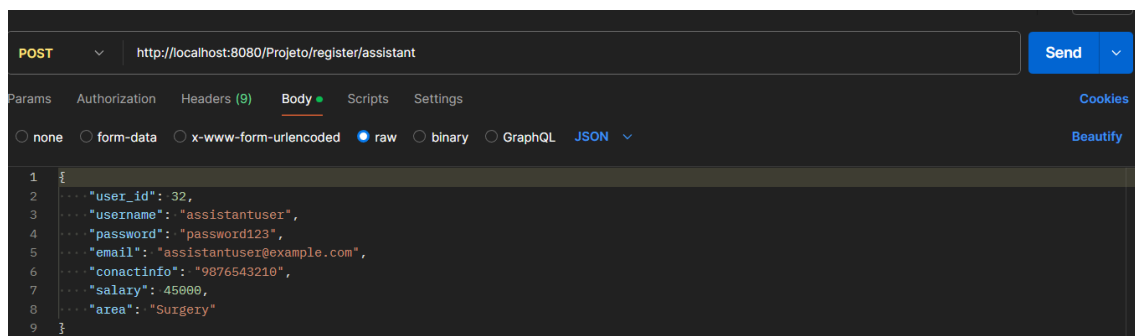 POST http://localhost:8080/Projeto/register/assistant Send
Params Authorization Headers (9) Body Scripts Settings Cookies
none form-data x-www-form-urlencoded raw binary GraphQL JSON Beautify
1 {
2 "user_id": 32,
3 "username": "assistantuser",
4 "password": "password123",
5 "email": "assistantuser@example.com",
6 "conactinfo": "9876543210",
7 "salary": 45000,
8 "area": "Surgery"
9 }